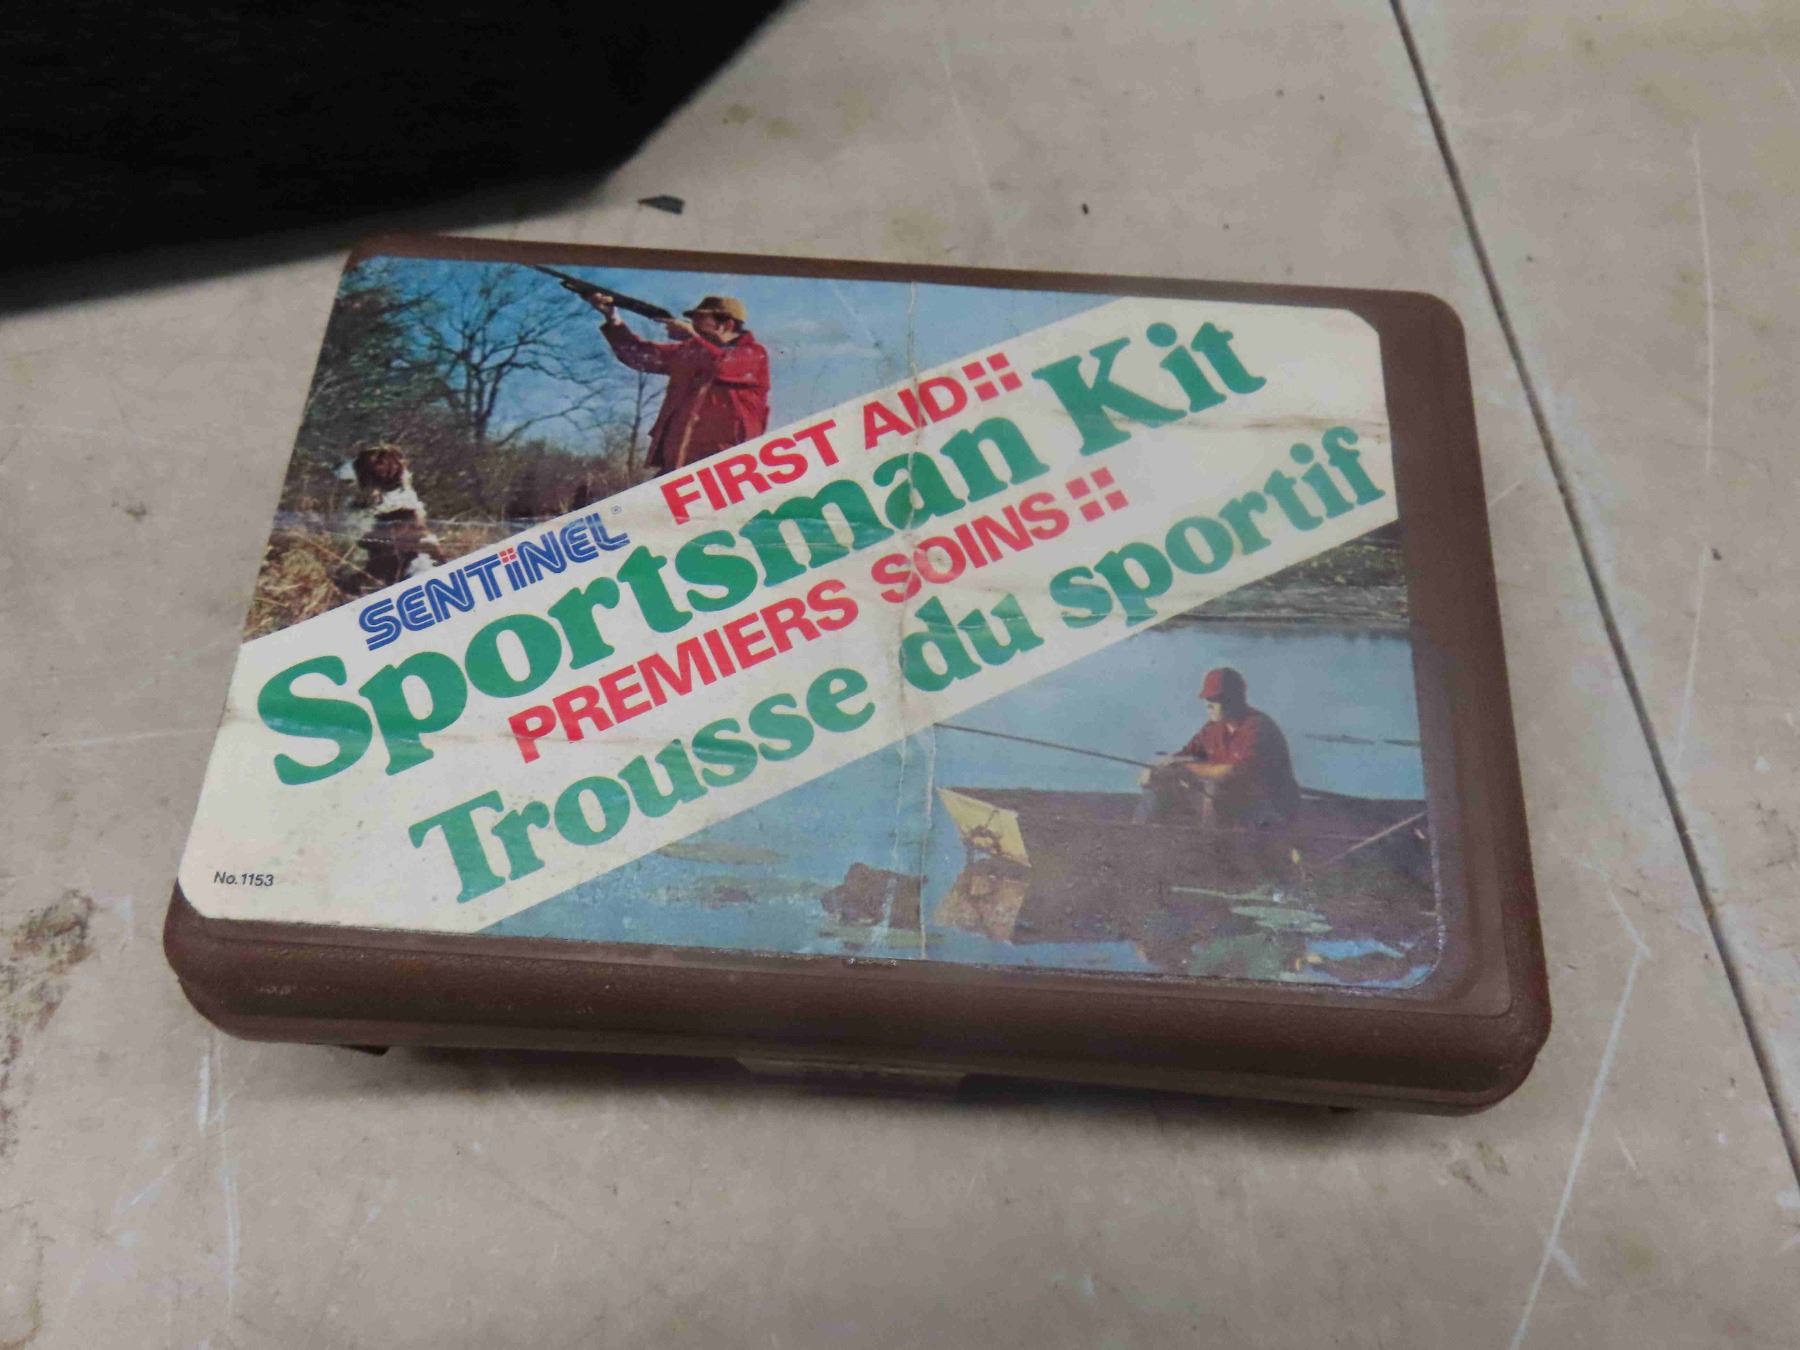 SENTINEL® FIRST AID
Sportsman Kit
PREMIERS SOINS
Trousse du sportif
No. 1153